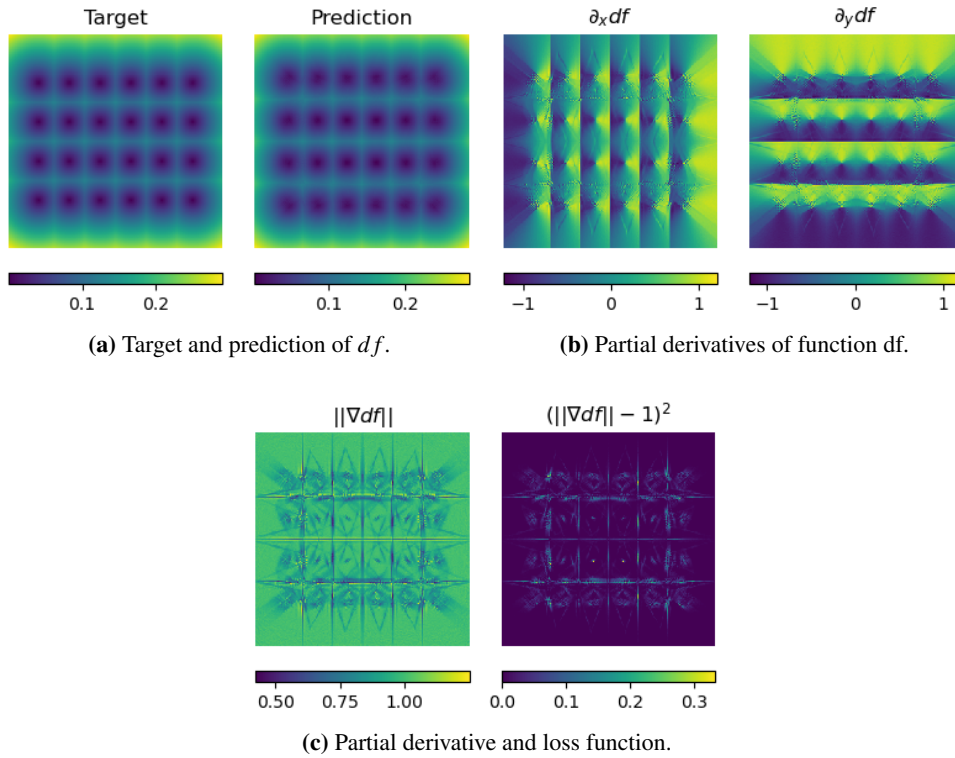 Target Prediction ∂ₓdf ∂ᵧdf
0.1 0.2 0.1 0.2 −1 0 1 −1 0 1
(a) Target and prediction of df. (b) Partial derivatives of function df.
||∇df|| (||∇df|| − 1)²
0.50 0.75 1.00 0.0 0.1 0.2 0.3
(c) Partial derivative and loss function.